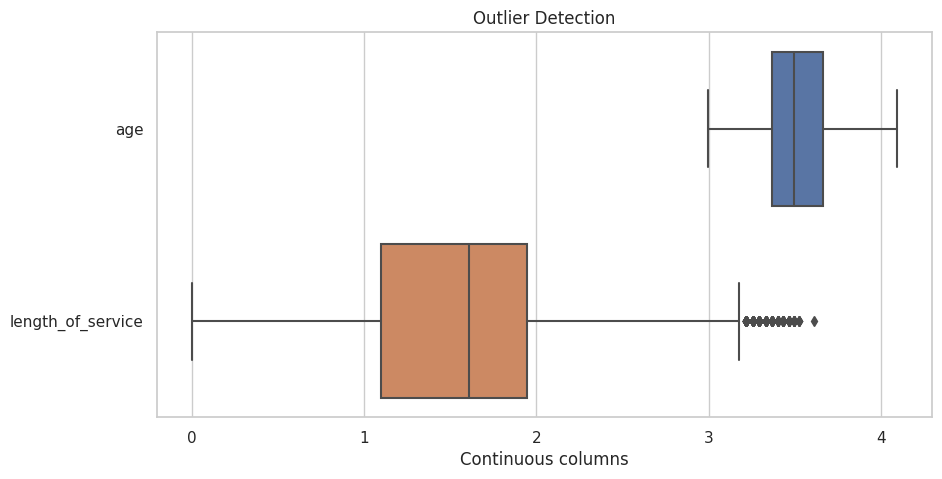 Outlier Detection
age
length_of_service
0 1 2 3 4
Continuous columns